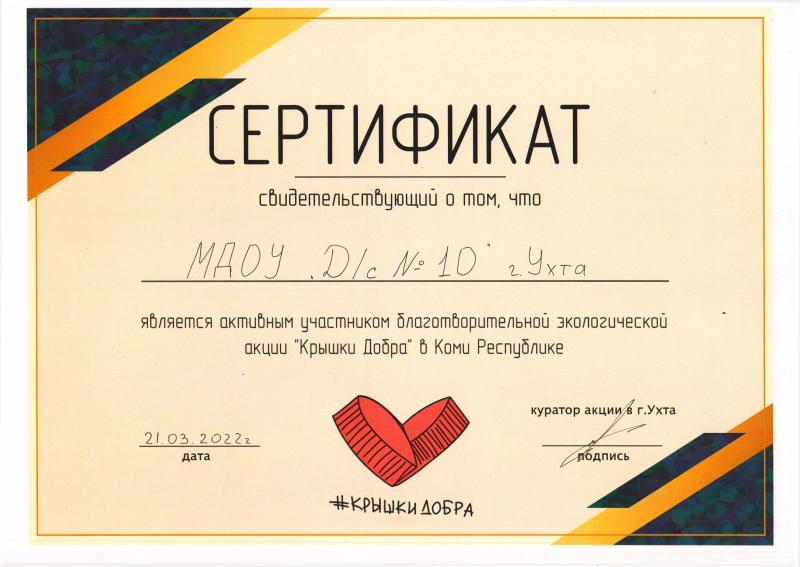 СЕРТИФИКАТ
свидетельствующий о том, что
МДОУ "Д/с № 10" г. Ухта
является активным участником благотворительной экологической
акции "Крышки Добра" в Коми Республике
куратор акции в г.Ухта
21.03.2022г
дата
подпись
#КРЫШКИДОБРА